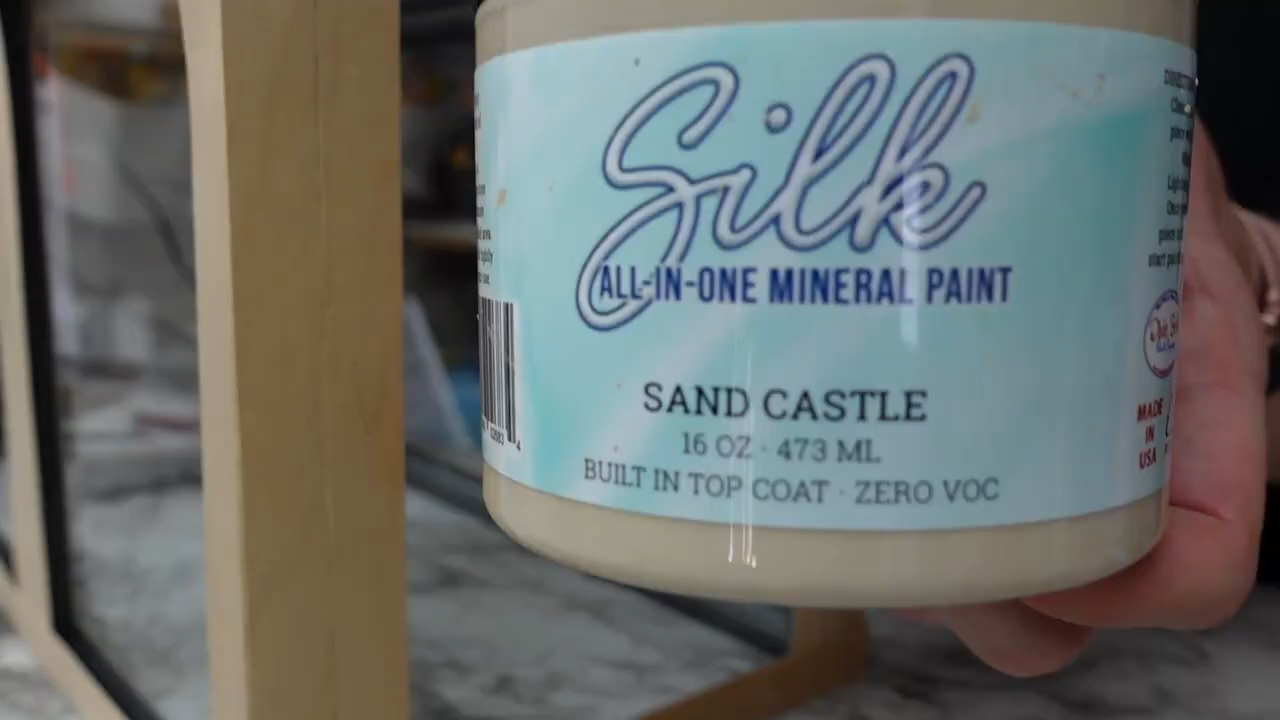 Silk
ALL-IN-ONE MINERAL PAINT
SAND CASTLE
16 OZ · 473 ML
BUILT IN TOP COAT · ZERO VOC
MADE
IN
USA